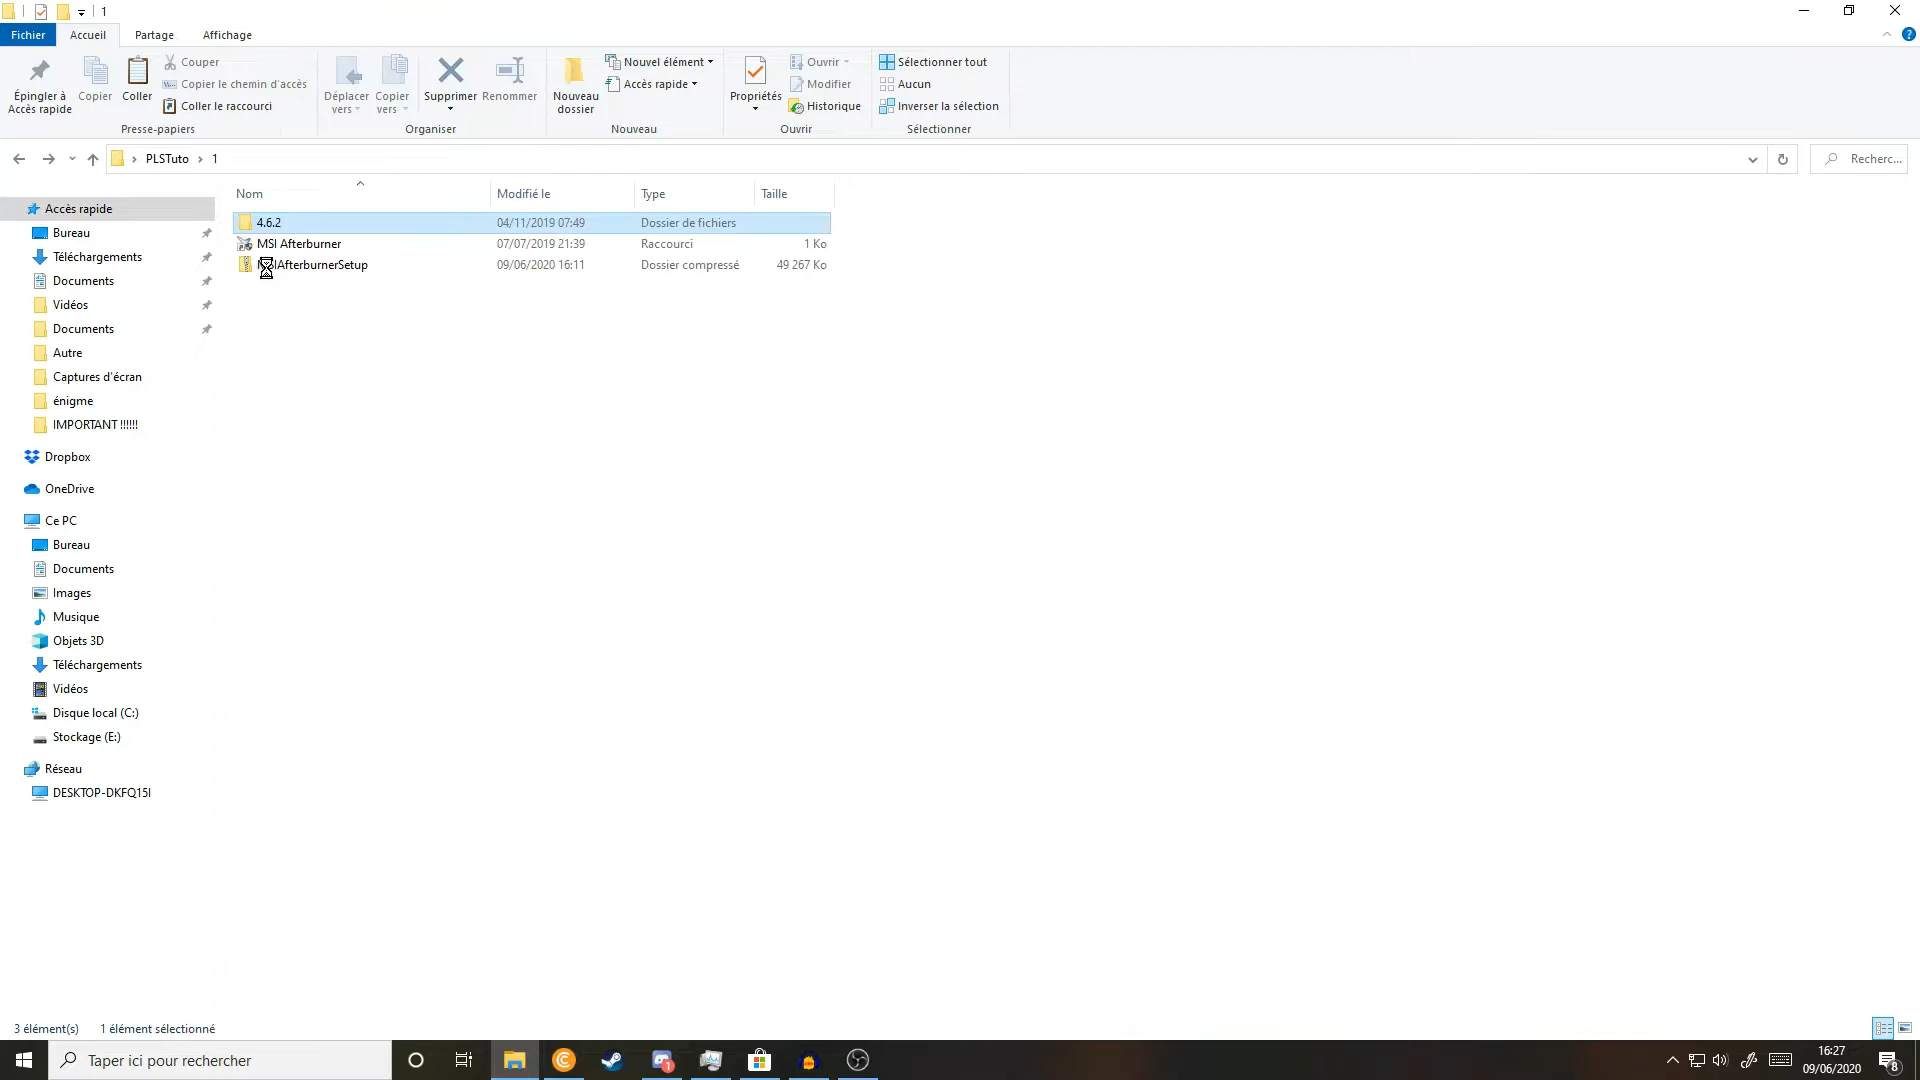 1
Fichier Accueil Partage Affichage
Épingler à Accès rapide
Copier
Coller
Couper
Copier le chemin d'accès
Coller le raccourci
Presse-papiers
Déplacer vers
Copier vers
Supprimer
Renommer
Organiser
Nouveau dossier
Nouvel élément
Accès rapide
Nouveau
Propriétés
Ouvrir
Modifier
Historique
Ouvrir
Sélectionner tout
Aucun
Inverser la sélection
Sélectionner
PLSTuto > 1
Recherc...
Nom Modifié le Type Taille
4.6.2 04/11/2019 07:49 Dossier de fichiers
MSI Afterburner 07/07/2019 21:39 Raccourci 1 Ko
MSIAfterburnerSetup 09/06/2020 16:11 Dossier compressé 49 267 Ko
Accès rapide
Bureau
Téléchargements
Documents
Vidéos
Documents
Autre
Captures d'écran
énigme
IMPORTANT !!!!!!
Dropbox
OneDrive
Ce PC
Bureau
Documents
Images
Musique
Objets 3D
Téléchargements
Vidéos
Disque local (C:)
Stockage (E:)
Réseau
DESKTOP-DKFQ15I
3 élément(s) 1 élément sélectionné
Taper ici pour rechercher
1
16:27
09/06/2020
8